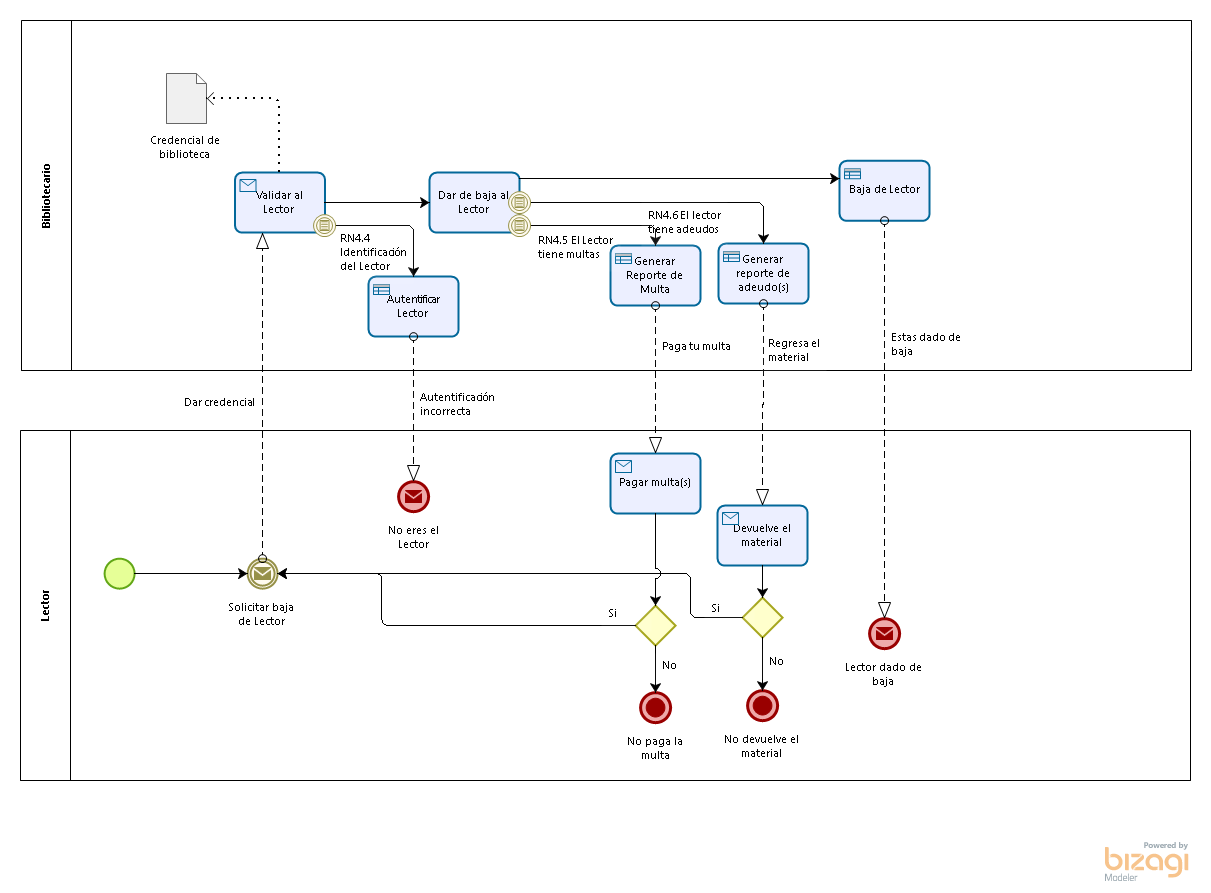 Bibliotecario
Credencial de
biblioteca
Validar al
Lector
Dar de baja al
Lector
Baja de Lector
RN4.4
Identificación
del Lector
RN4.5 El Lector
tiene multas
RN4.6 El lector
tiene adeudos
Autentificar
Lector
Generar
Reporte de
Multa
Generar
reporte de
adeudo(s)
Paga tu multa
Regresa el
material
Estas dado de
baja
Dar credencial
Autentificación
incorrecta
Lector
Pagar multa(s)
Devuelve el
material
No eres el
Lector
Solicitar baja
de Lector
Si
Si
No
No
Lector dado de
baja
No paga la
multa
No devuelve el
material
Powered by
bizagi
Modeler